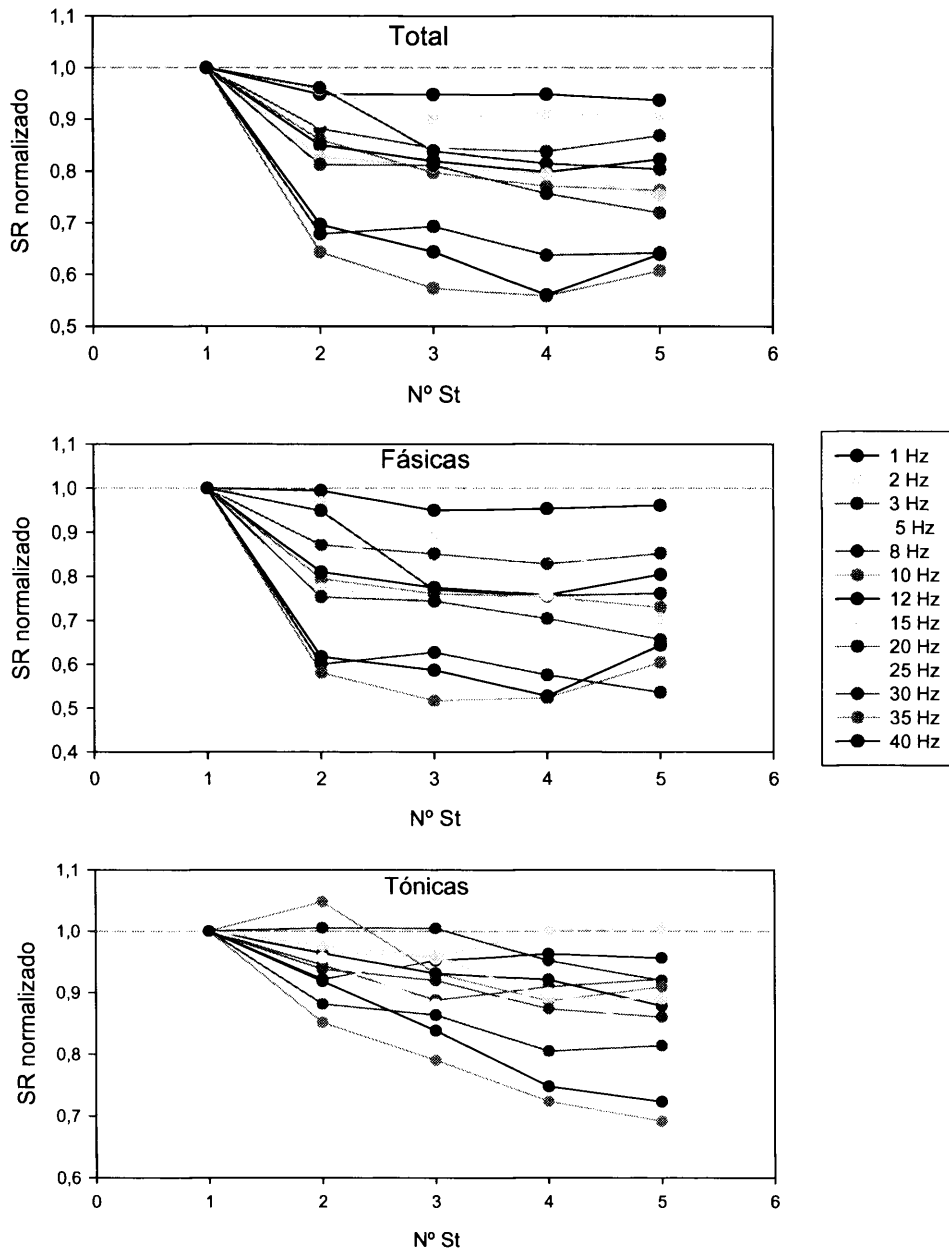 Total
1,1
1,0
0,9
0,8
0,7
0,6
0,5
SR normalizado
0 1 2 3 4 5 6
Nº St
Fásicas
1,1
1,0
0,9
0,8
0,7
0,6
0,5
0,4
SR normalizado
0 1 2 3 4 5 6
Nº St
1 Hz
2 Hz
3 Hz
5 Hz
8 Hz
10 Hz
12 Hz
15 Hz
20 Hz
25 Hz
30 Hz
35 Hz
40 Hz
Tónicas
1,1
1,0
0,9
0,8
0,7
0,6
SR normalizado
0 1 2 3 4 5 6
Nº St